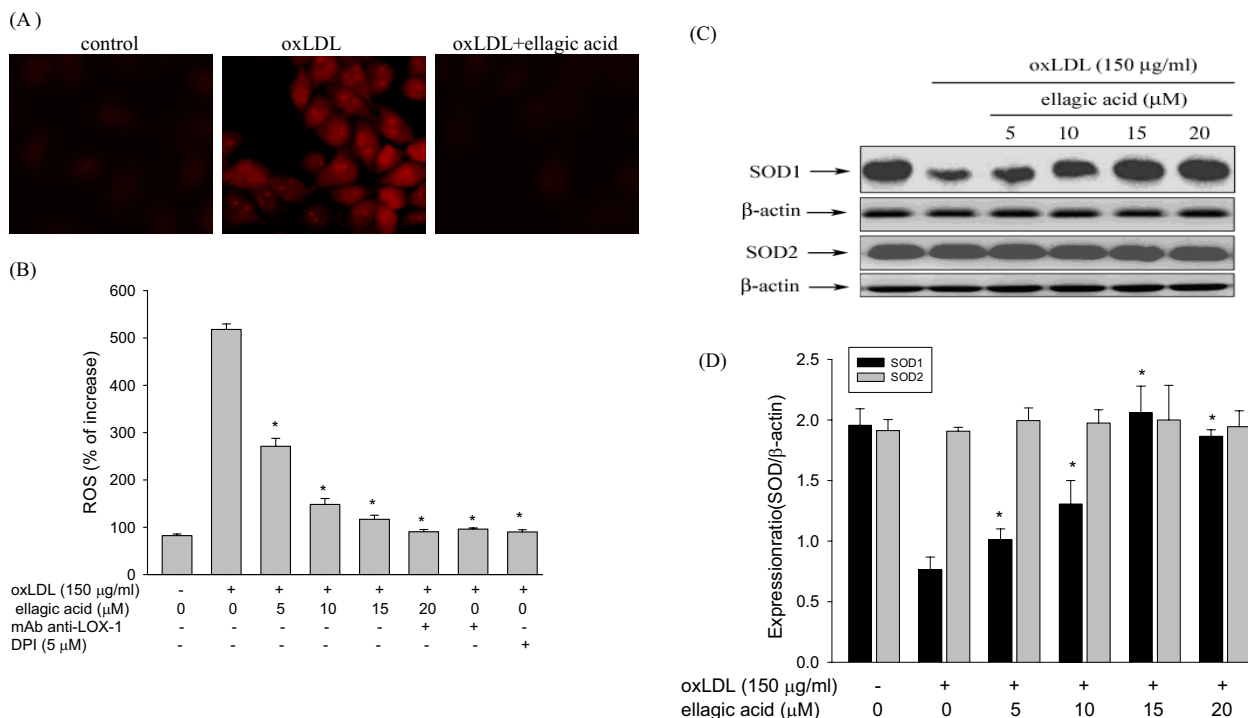 (A )
control oxLDL oxLDL+ellagic acid
(B)
600
500
400
300
200
100
0
ROS (% of increase)
* * * * * *
oxLDL (150 μg/ml) - + + + + + + +
ellagic acid (μM) 0 0 5 10 15 20 0 0
mAb anti-LOX-1 - - - - - + + -
DPI (5 μM) - - - - - - - +
(C)
oxLDL (150 μg/ml)
ellagic acid (μM)
5 10 15 20
SOD1
β-actin
SOD2
β-actin
(D)
SOD1
SOD2
2.5
2.0
1.5
1.0
0.5
0.0
Expressionratio(SOD/β-actin)
* * * *
oxLDL (150 μg/ml) - + + + + +
ellagic acid (μM) 0 0 5 10 15 20